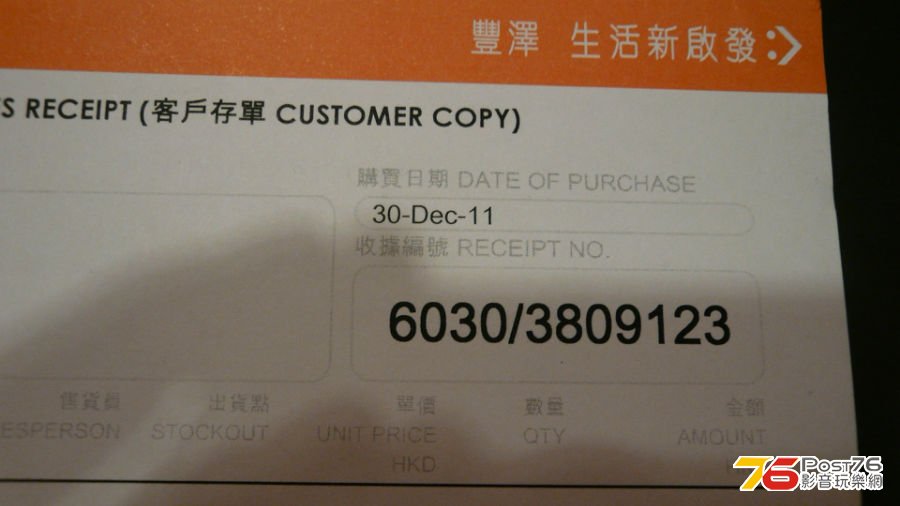 豐澤 生活新啟發
S RECEIPT (客戶存單 CUSTOMER COPY)
購買日期 DATE OF PURCHASE
30-Dec-11
收據編號 RECEIPT NO.
6030/3809123
售貨員 出貨點 單價 數量 金額
ESPERSON STOCKOUT UNIT PRICE QTY AMOUNT
HKD
76 Post76
影音玩樂網